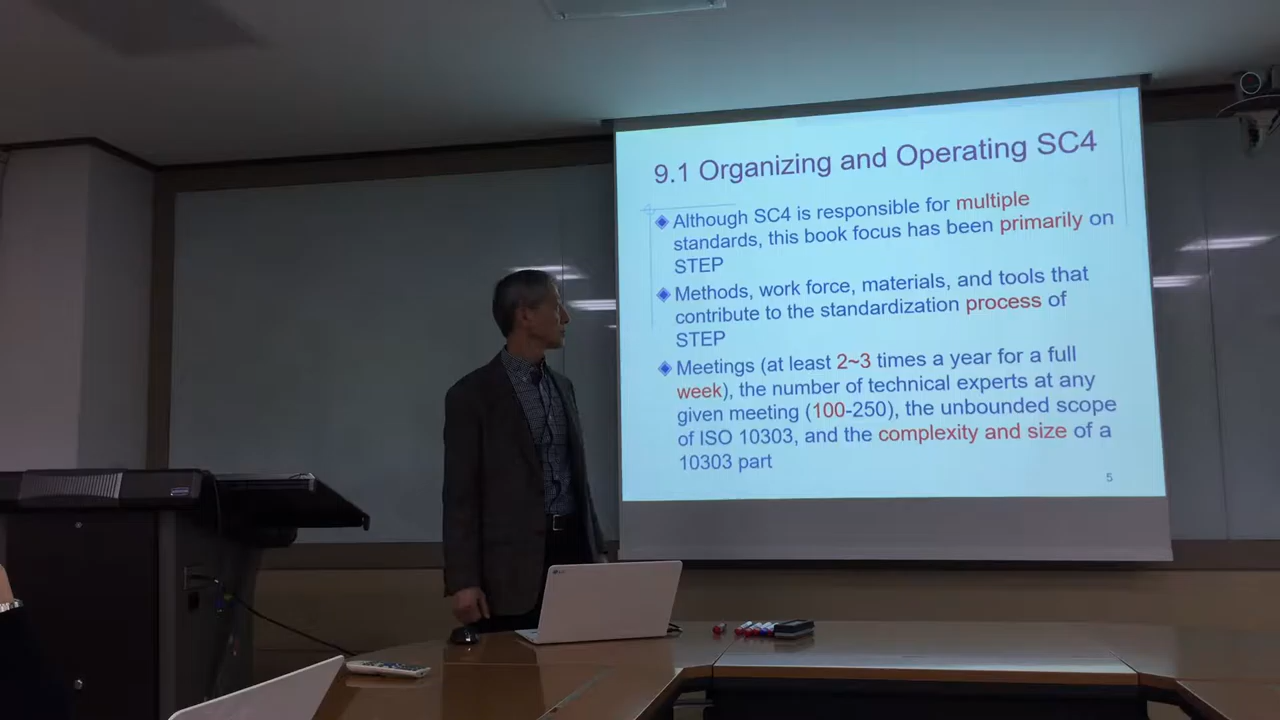 9.1 Organizing and Operating SC4
Although SC4 is responsible for multiple
standards, this book focus has been primarily on
STEP
Methods, work force, materials, and tools that
contribute to the standardization process of
STEP
Meetings (at least 2~3 times a year for a full
week), the number of technical experts at any
given meeting (100-250), the unbounded scope
of ISO 10303, and the complexity and size of a
10303 part
5